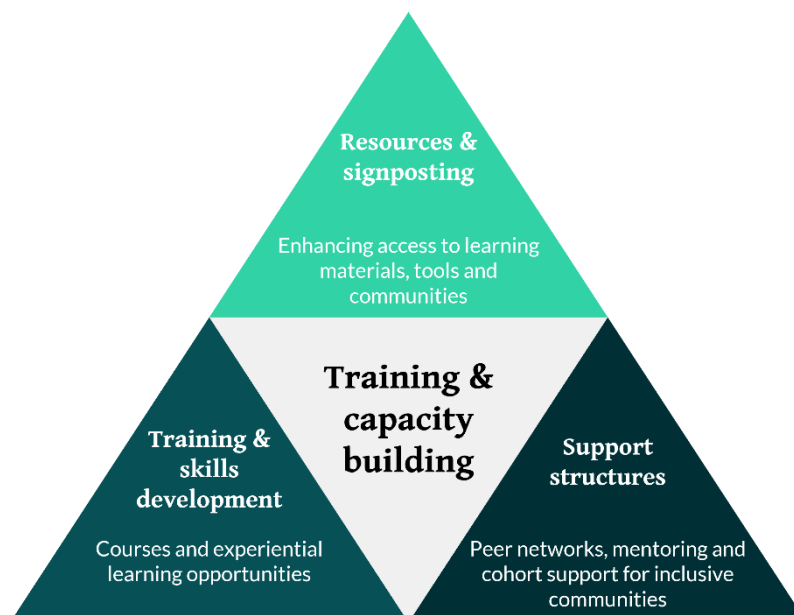 Resources &
signposting
Enhancing access to learning
materials, tools and
communities
Training &
capacity
building
Training &
skills
development
Courses and experiential
learning opportunities
Support
structures
Peer networks, mentoring and
cohort support for inclusive
communities